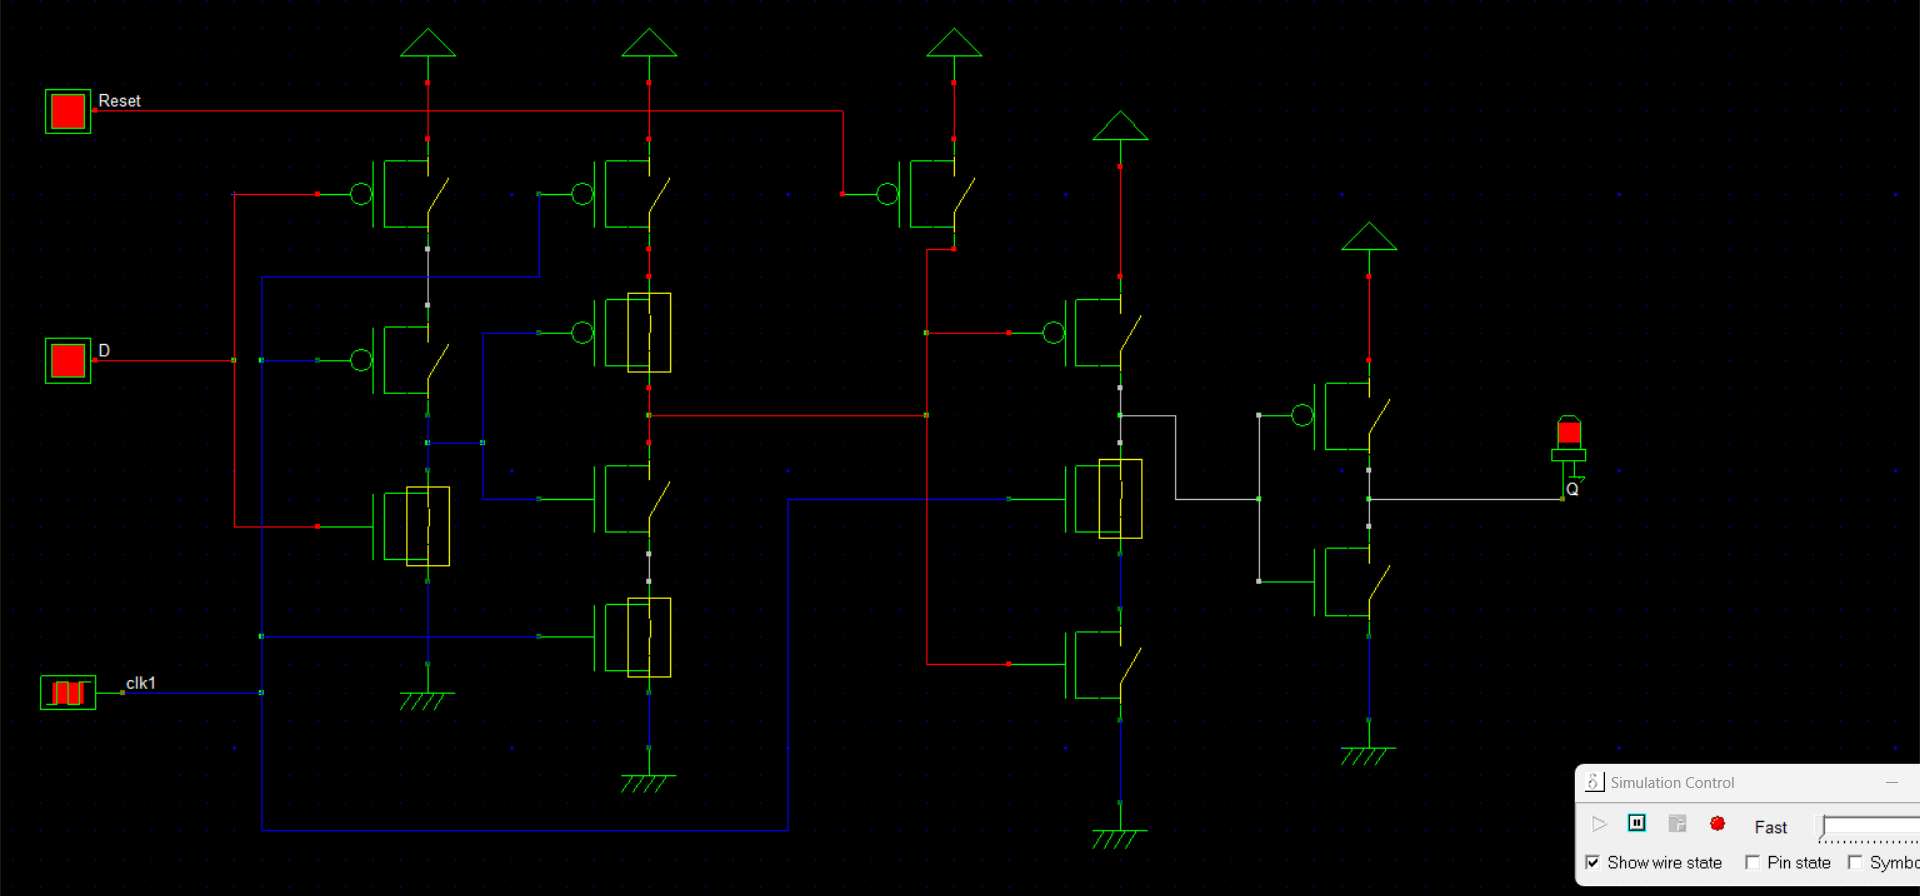 Reset
D
clk1
Q
Simulation Control
Fast
Show wire state
Pin state
Symbo